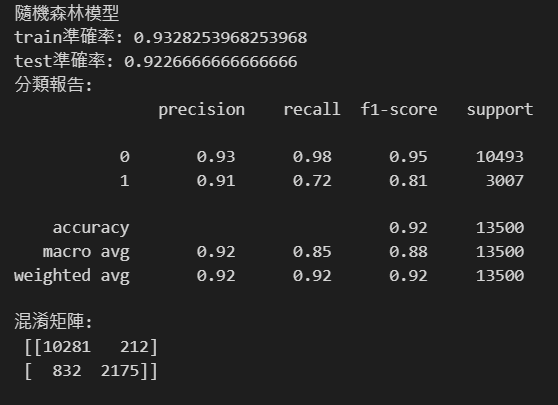 隨機森林模型
train準確率: 0.9328253968253968
test準確率: 0.9226666666666666
分類報告:
precision recall f1-score support
0 0.93 0.98 0.95 10493
1 0.91 0.72 0.81 3007
accuracy 0.92 13500
macro avg 0.92 0.85 0.88 13500
weighted avg 0.92 0.92 0.92 13500
混淆矩陣:
[[10281 212]
[ 832 2175]]